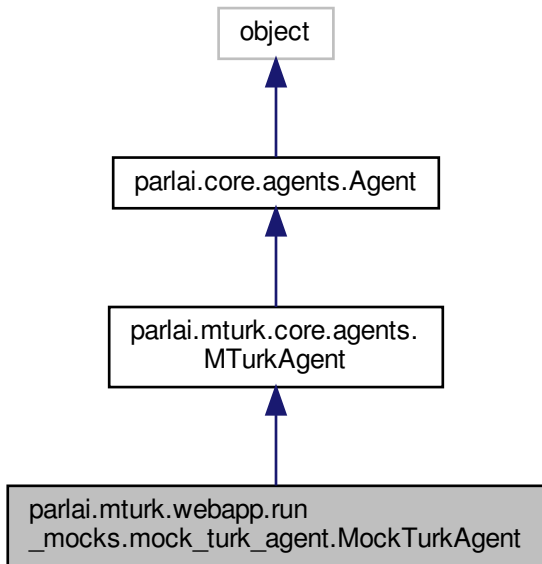 object
parlai.core.agents.Agent
parlai.mturk.core.agents.
MTurkAgent
parlai.mturk.webapp.run
_mocks.mock_turk_agent.MockTurkAgent